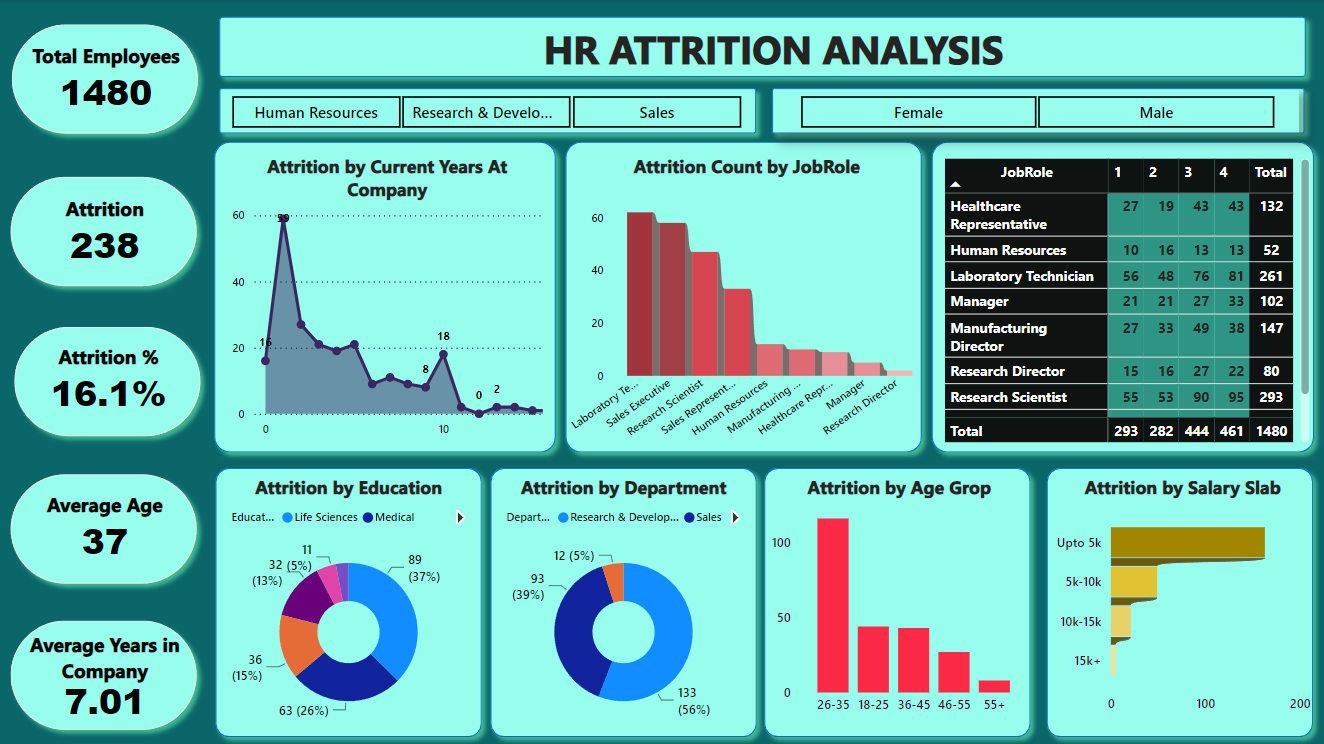 HR ATTRITION ANALYSIS
Total Employees
1480
Attrition
238
Attrition %
16.1%
Average Age
37
Average Years in
Company
7.01
Human Resources
Research & Develo...
Sales
Female
Male
Attrition by Current Years At
Company
60
40
20
0
16
59
8
18
0
2
0
10
Attrition Count by JobRole
60
40
20
0
Laboratory Te...
Sales Executive
Research Scientist
Sales Represent...
Human Resources
Manufacturing ...
Healthcare Repr...
Manager
Research Director
JobRole 1 2 3 4 Total
Healthcare
Representative 27 19 43 43 132
Human Resources 10 16 13 13 52
Laboratory Technician 56 48 76 81 261
Manager 21 21 27 33 102
Manufacturing
Director 27 33 49 38 147
Research Director 15 16 27 22 80
Research Scientist 55 53 90 95 293
Total 293 282 444 461 1480
Attrition by Education
Educat... Life Sciences Medical
89
(37%)
63 (26%)
36
(15%)
32
(13%)
11
(5%)
Attrition by Department
Depart... Research & Develop... Sales
12 (5%)
93
(39%)
133
(56%)
Attrition by Age Grop
100
50
0
26-35 18-25 36-45 46-55 55+
Attrition by Salary Slab
Upto 5k
5k-10k
10k-15k
15k+
0 100 200